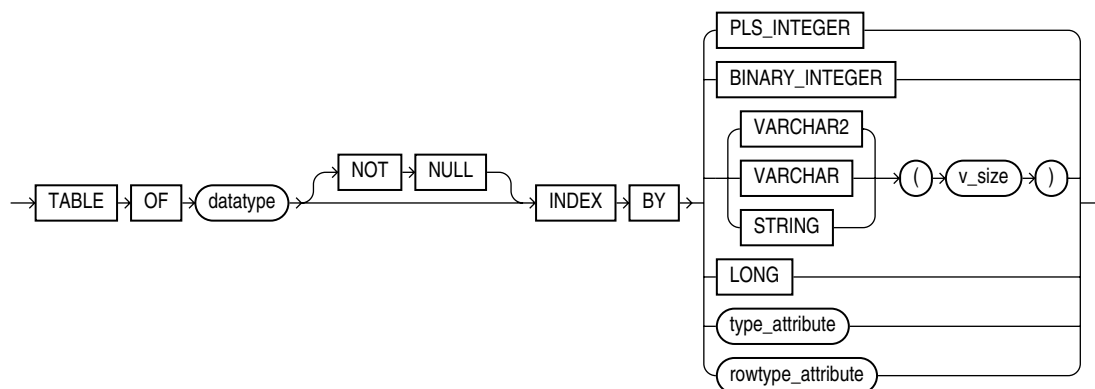 PLS_INTEGER
BINARY_INTEGER
VARCHAR2
NOT NULL VARCHAR ( v_size )
TABLE OF datatype INDEX BY STRING
LONG
type_attribute
rowtype_attribute